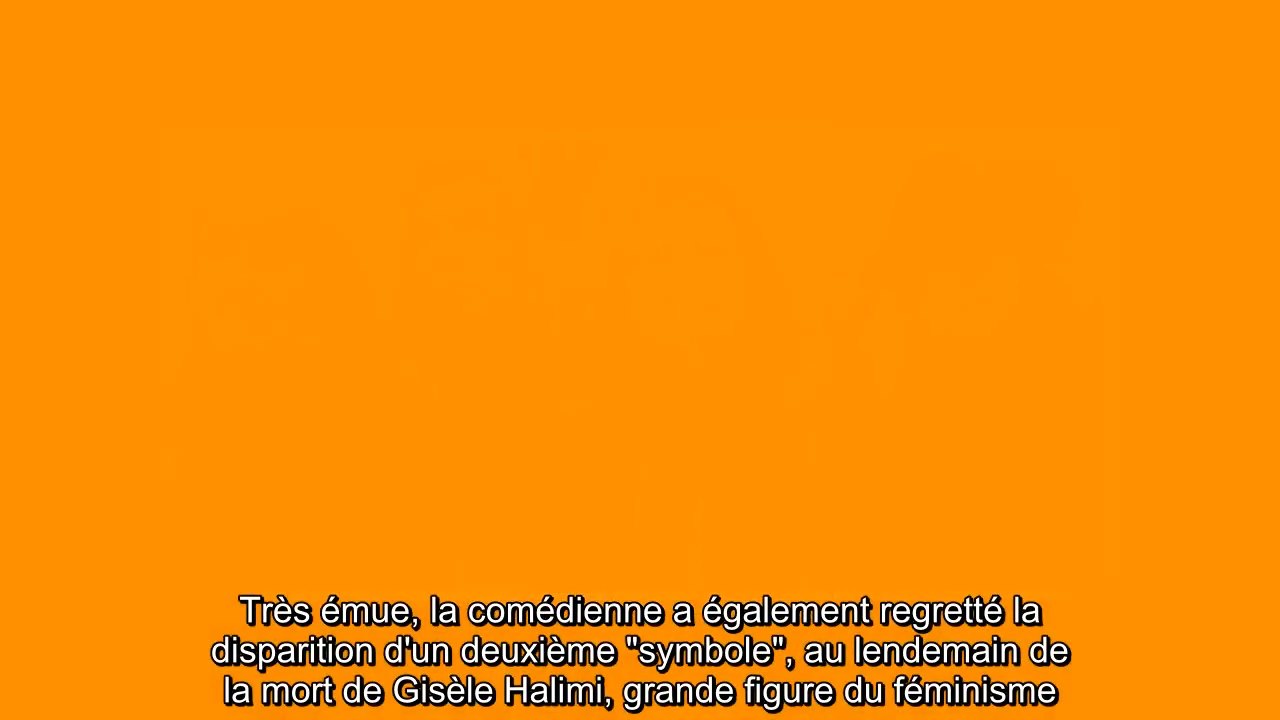 Très émue, la comédienne a également regretté la
disparition d'un deuxième "symbole", au lendemain de
la mort de Gisèle Halimi, grande figure du féminisme